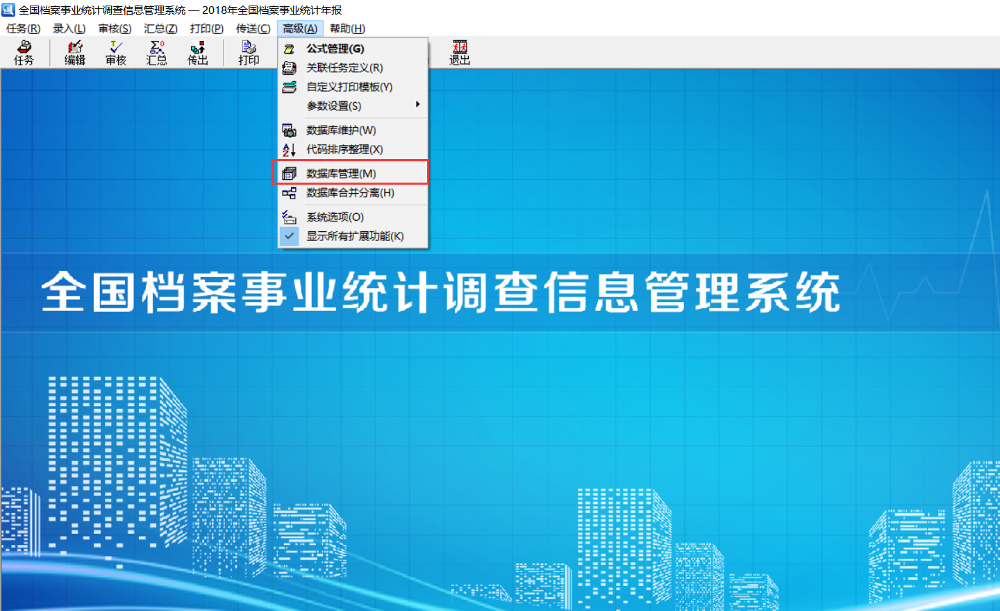 全国档案事业统计调查信息管理系统 — 2018年全国档案事业统计年报
任务(R) 录入(L) 审核(S) 汇总(Z) 打印(P) 传送(C) 高级(A) 帮助(H)
任务 编辑 审核 汇总 传出 打印 退出
公式管理(G)
关联任务定义(R)
自定义打印模板(Y)
参数设置(S)
数据库维护(W)
代码排序整理(X)
数据库管理(M)
数据库合并分离(H)
系统选项(O)
显示所有扩展功能(K)
全国档案事业统计调查信息管理系统